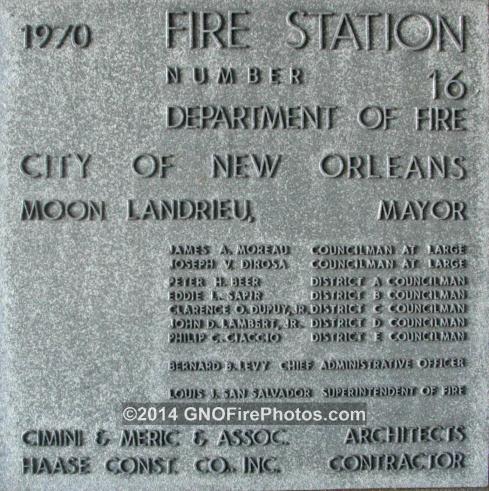 1970 FIRE STATION
NUMBER 16
DEPARTMENT OF FIRE
CITY OF NEW ORLEANS
MOON LANDRIEU, MAYOR
JAMES A. MOREAU COUNCILMAN AT LARGE
JOSEPH V. DIROSA COUNCILMAN AT LARGE
PETER H. BEER DISTRICT A COUNCILMAN
EDDIE L. SAPIR DISTRICT B COUNCILMAN
CLARENCE O. DUPUY, JR. DISTRICT C COUNCILMAN
JOHN D. LAMBERT, JR. DISTRICT D COUNCILMAN
PHILIP C. CIACCIO DISTRICT E COUNCILMAN
BERNARD B. LEVY CHIEF ADMINISTRATIVE OFFICER
LOUIS J. SAN SALVADOR SUPERINTENDENT OF FIRE
©2014 GNOFirePhotos.com
CIMINI & MERIC & ASSOC. ARCHITECTS
HAASE CONST. CO., INC. CONTRACTOR